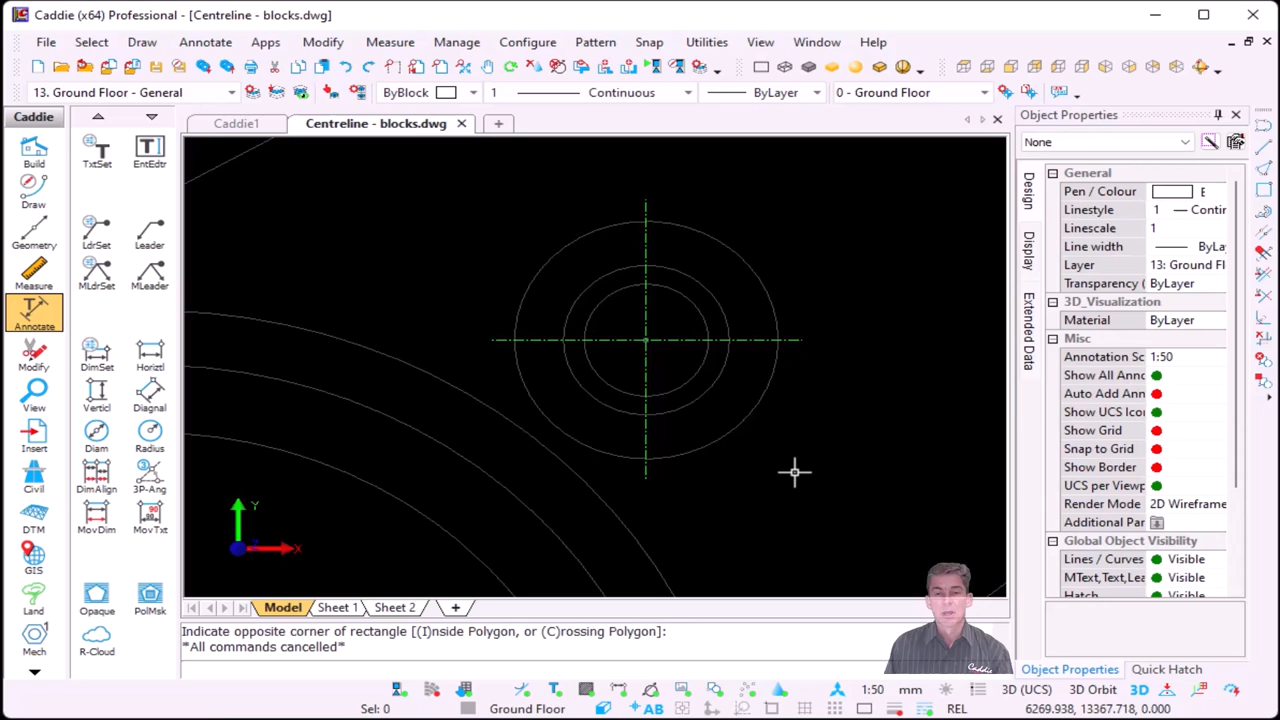 Caddie (x64) Professional - [Centreline - blocks.dwg]
File Select Draw Annotate Apps Modify Measure Manage Configure Pattern Snap Utilities View Window Help
13. Ground Floor - General ByBlock 1 Continuous ByLayer 0 - Ground Floor
Caddie Caddie1 Centreline - blocks.dwg Object Properties
Build TxtSet EntEdtr None
Draw
Geometry LdrSet Leader
Measure MLdrSet MLeader
Annotate
Modify DimSet Horiztl
View Verticl Diagnal
Insert Diam Radius
Civil DimAlign 3P-Ang
DTM MovDim MovTxt
GIS
Land Opaque PolMsk
Mech R-Cloud
Y
X
Z
Design
Display
Extended Data
General
Pen / Colour E
Linestyle 1 Contin
Linescale 1
Line width ByLay
Layer 13: Ground Fl
Transparency ( ByLayer
3D_Visualization
Material ByLayer
Misc
Annotation Sc 1:50
Show All Anno
Auto Add Ann
Show UCS Icon
Show Grid
Snap to Grid
Show Border
UCS per Viewp
Render Mode 2D Wireframe
Additional Par
Global Object Visibility
Lines / Curves Visible
MText,Text,Lea Visible
Hatch Visible
Model Sheet 1 Sheet 2
Indicate opposite corner of rectangle [(I)nside Polygon, or (C)rossing Polygon]:
*All commands cancelled*
Caddie
Object Properties Quick Hatch
1:50 mm 3D (UCS) 3D Orbit 3D
Sel: 0 Ground Floor AB REL 6269.938, 13367.718, 0.000